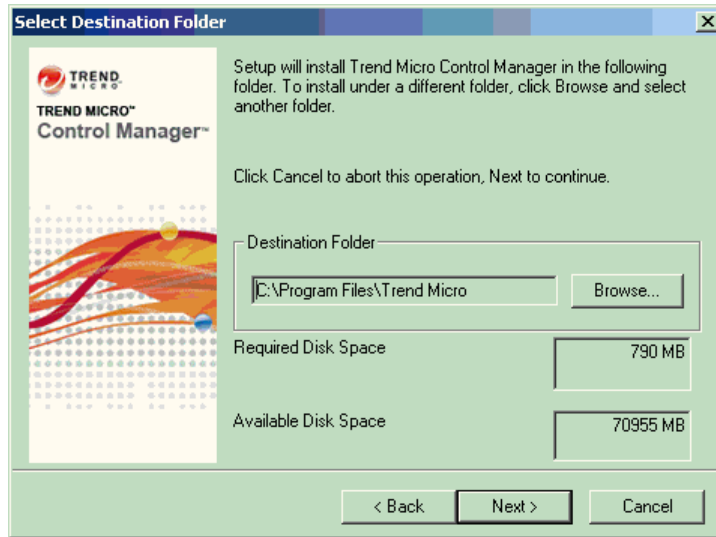 Select Destination Folder
TREND
MICRO
TREND MICRO™
Control Manager™
Setup will install Trend Micro Control Manager in the following
folder. To install under a different folder, click Browse and select
another folder.
Click Cancel to abort this operation, Next to continue.
Destination Folder
C:\Program Files\Trend Micro
Browse...
Required Disk Space
790 MB
Available Disk Space
70955 MB
< Back
Next >
Cancel